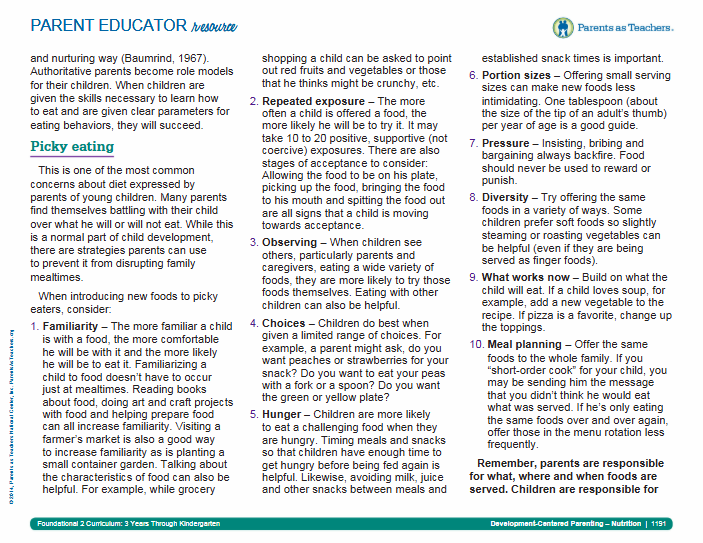 PARENT EDUCATOR resource
Parents as Teachers.
and nurturing way (Baumrind, 1967).
Authoritative parents become role models
for their children. When children are
given the skills necessary to learn how
to eat and are given clear parameters for
eating behaviors, they will succeed.
Picky eating
This is one of the most common
concerns about diet expressed by
parents of young children. Many parents
find themselves battling with their child
over what he will or will not eat. While this
is a normal part of child development,
there are strategies parents can use
to prevent it from disrupting family
mealtimes.
When introducing new foods to picky
eaters, consider:
1. Familiarity – The more familiar a child
is with a food, the more comfortable
he will be with it and the more likely
he will be to eat it. Familiarizing a
child to food doesn't have to occur
just at mealtimes. Reading books
about food, doing art and craft projects
with food and helping prepare food
can all increase familiarity. Visiting a
farmer's market is also a good way
to increase familiarity as is planting a
small container garden. Talking about
the characteristics of food can also be
helpful. For example, while grocery
shopping a child can be asked to point
out red fruits and vegetables or those
that he thinks might be crunchy, etc.
2. Repeated exposure – The more
often a child is offered a food, the
more likely he will be to try it. It may
take 10 to 20 positive, supportive (not
coercive) exposures. There are also
stages of acceptance to consider:
Allowing the food to be on his plate,
picking up the food, bringing the food
to his mouth and spitting the food out
are all signs that a child is moving
towards acceptance.
3. Observing – When children see
others, particularly parents and
caregivers, eating a wide variety of
foods, they are more likely to try those
foods themselves. Eating with other
children can also be helpful.
4. Choices – Children do best when
given a limited range of choices. For
example, a parent might ask, do you
want peaches or strawberries for your
snack? Do you want to eat your peas
with a fork or a spoon? Do you want
the green or yellow plate?
5. Hunger – Children are more likely
to eat a challenging food when they
are hungry. Timing meals and snacks
so that children have enough time to
get hungry before being fed again is
helpful. Likewise, avoiding milk, juice
and other snacks between meals and
established snack times is important.
6. Portion sizes – Offering small serving
sizes can make new foods less
intimidating. One tablespoon (about
the size of the tip of an adult's thumb)
per year of age is a good guide.
7. Pressure – Insisting, bribing and
bargaining always backfire. Food
should never be used to reward or
punish.
8. Diversity – Try offering the same
foods in a variety of ways. Some
children prefer soft foods so slightly
steaming or roasting vegetables can
be helpful (even if they are being
served as finger foods).
9. What works now – Build on what the
child will eat. If a child loves soup, for
example, add a new vegetable to the
recipe. If pizza is a favorite, change up
the toppings.
10. Meal planning – Offer the same
foods to the whole family. If you
"short-order cook" for your child, you
may be sending him the message
that you didn't think he would eat
what was served. If he's only eating
the same foods over and over again,
offer those in the menu rotation less
frequently.
Remember, parents are responsible
for what, where and when foods are
served. Children are responsible for
© 2014, Parents as Teachers National Center, Inc. ParentsAsTeachers.org
Foundational 2 Curriculum: 3 Years Through Kindergarten
Development-Centered Parenting – Nutrition | 1191